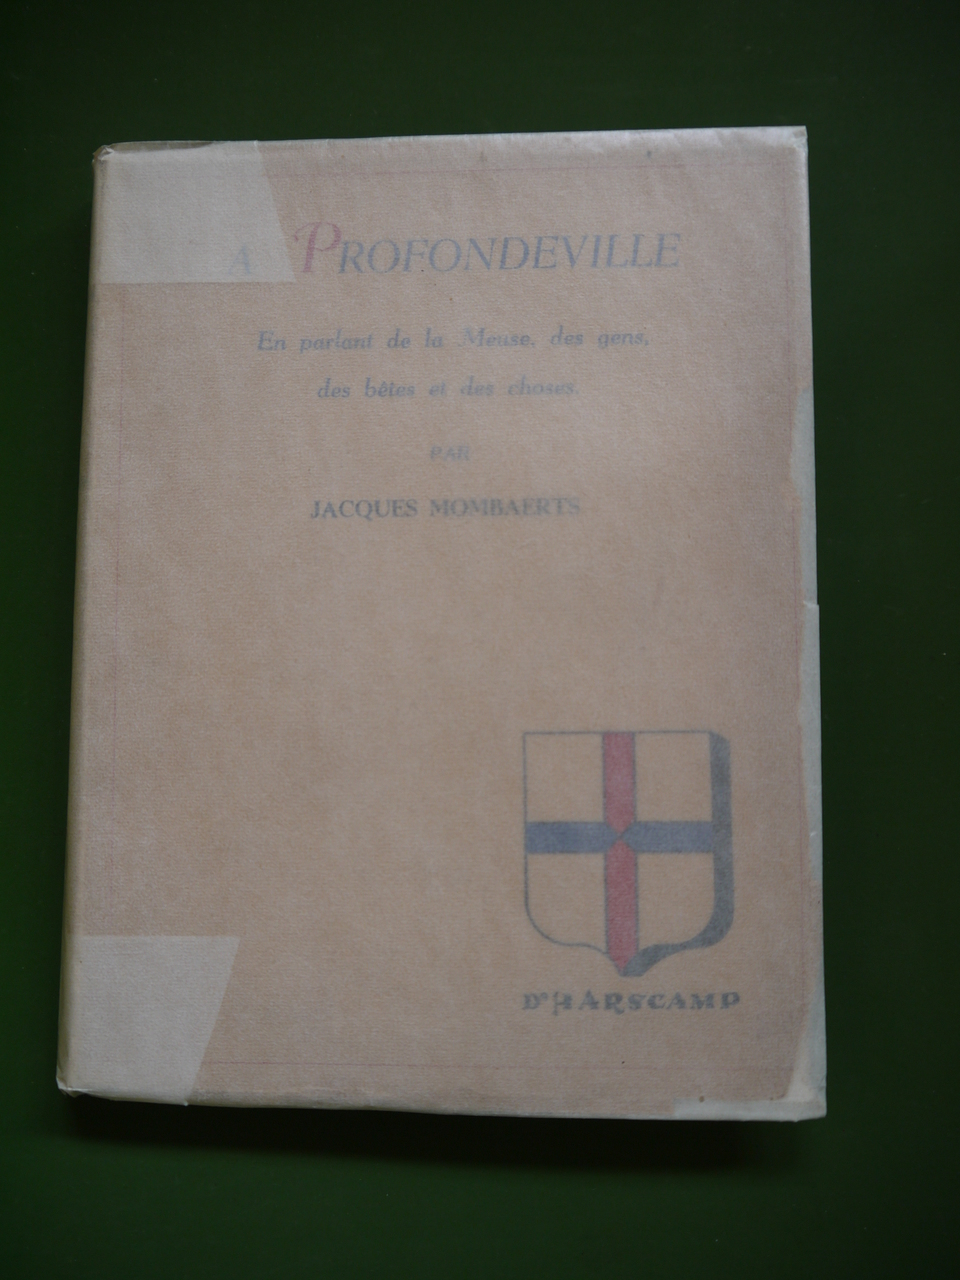 A PROFONDEVILLE
En parlant de la Meuse, des gens,
des bêtes et des choses.
PAR
JACQUES MOMBAERTS
D'HARSCAMP